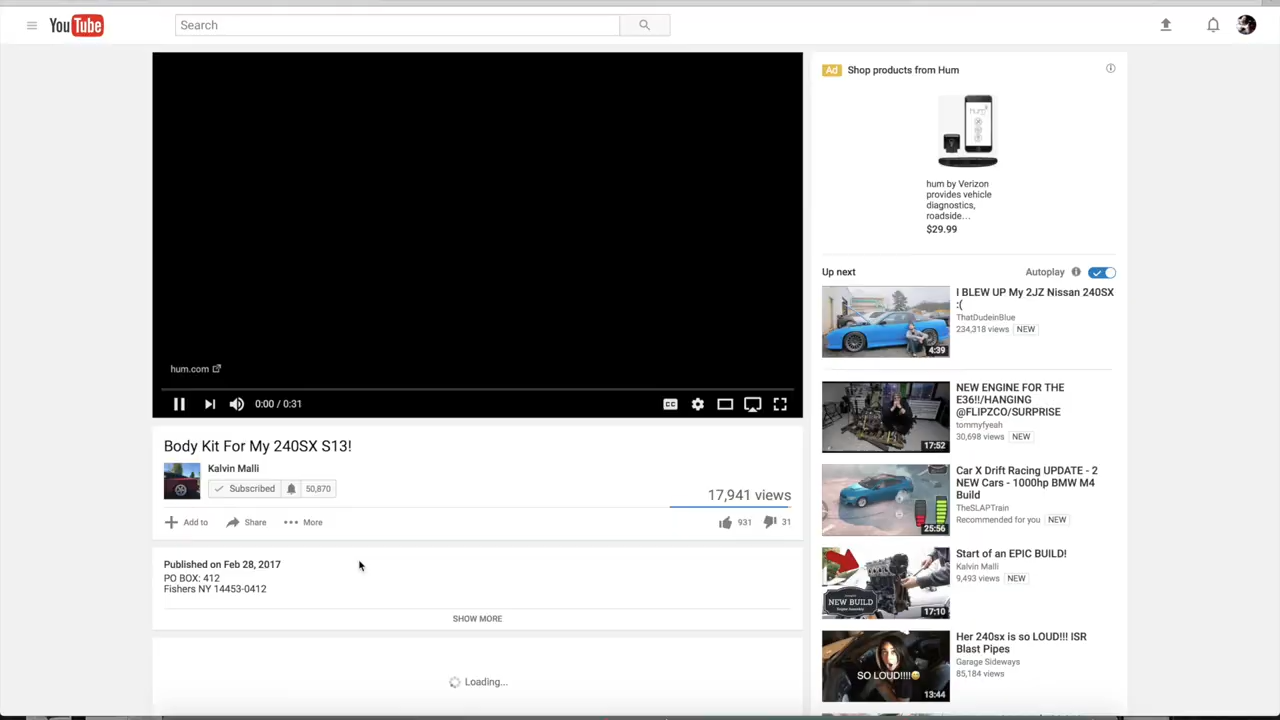 YouTube
Search
hum.com
0:00 / 0:31
CC
Body Kit For My 240SX S13!
Kalvin Malli
Subscribed
50,870
17,941 views
Add to
Share
More
931
31
Published on Feb 28, 2017
PO BOX: 412
Fishers NY 14453-0412
SHOW MORE
Loading...
Ad
Shop products from Hum
hum
hum by Verizon
provides vehicle
diagnostics,
roadside...
$29.99
Up next
Autoplay
I BLEW UP My 2JZ Nissan 240SX
:(
ThatDudeinBlue
234,318 views
NEW
4:39
NEW ENGINE FOR THE
E36!!/HANGING
@FLIPZCO/SURPRISE
tommyfyeah
30,698 views
NEW
17:52
Car X Drift Racing UPDATE - 2
NEW Cars - 1000hp BMW M4
Build
TheSLAPTrain
Recommended for you
NEW
25:56
Start of an EPIC BUILD!
Kalvin Malli
9,493 views
NEW
NEW BUILD
17:10
Her 240sx is so LOUD!!! ISR
Blast Pipes
Garage Sideways
85,184 views
SO LOUD!!!!
13:44